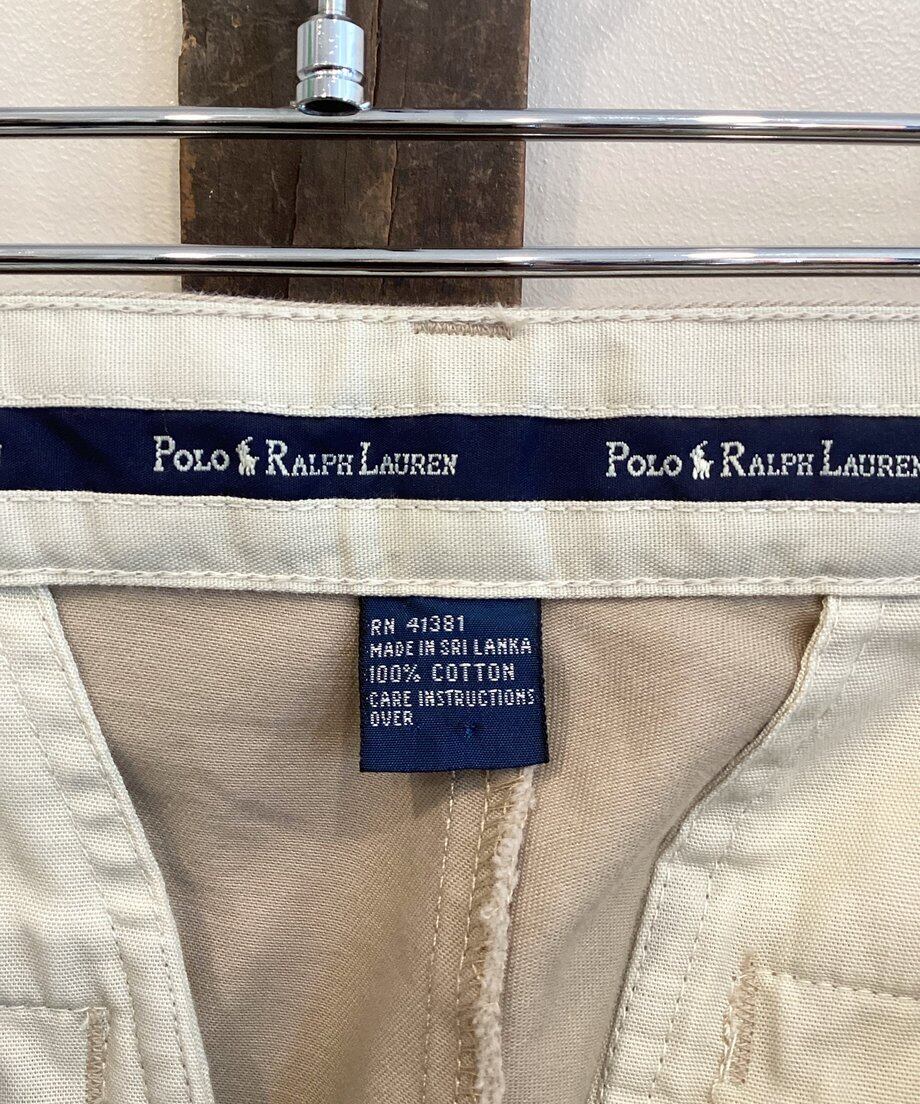 POLO RALPH LAUREN
POLO RALPH LAUREN
RN 41381
MADE IN SRI LANKA
100% COTTON
CARE INSTRUCTIONS
OVER